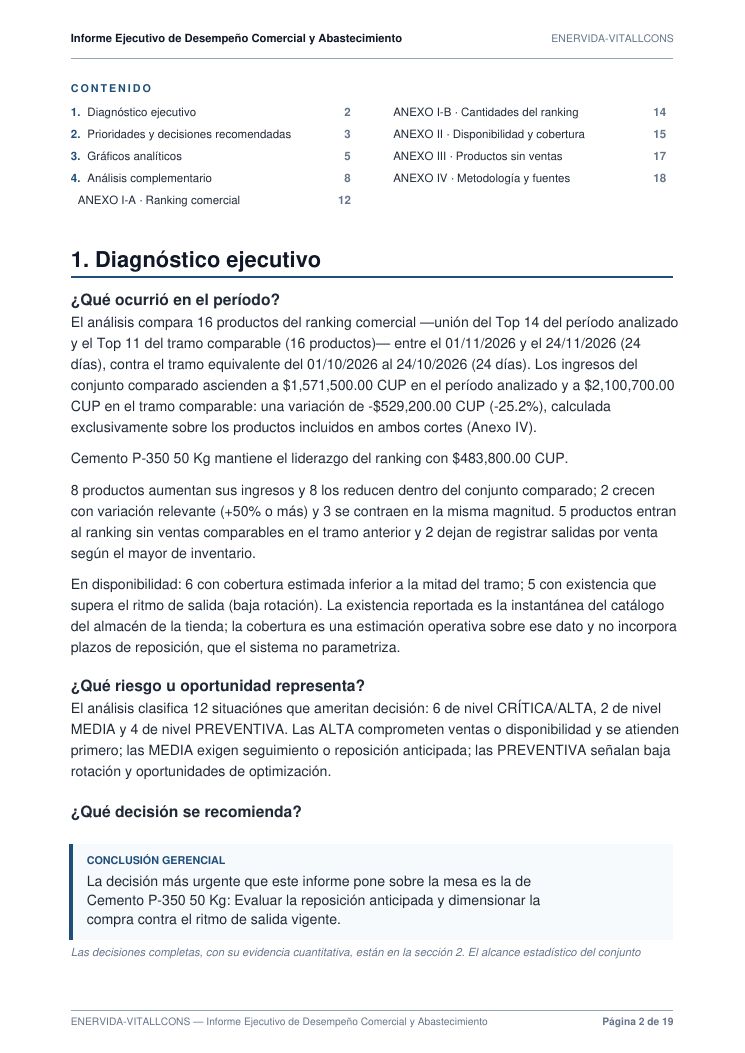 Informe Ejecutivo de Desempeño Comercial y Abastecimiento ENERVIDA-VITALLCONS
CONTENIDO
1. Diagnóstico ejecutivo 2
2. Prioridades y decisiones recomendadas 3
3. Gráficos analíticos 5
4. Análisis complementario 8
ANEXO I-A · Ranking comercial 12
ANEXO I-B · Cantidades del ranking 14
ANEXO II · Disponibilidad y cobertura 15
ANEXO III · Productos sin ventas 17
ANEXO IV · Metodología y fuentes 18
1. Diagnóstico ejecutivo
¿Qué ocurrió en el período?
El análisis compara 16 productos del ranking comercial —unión del Top 14 del período analizado
y el Top 11 del tramo comparable (16 productos)— entre el 01/11/2026 y el 24/11/2026 (24
días), contra el tramo equivalente del 01/10/2026 al 24/10/2026 (24 días). Los ingresos del
conjunto comparado ascienden a $1,571,500.00 CUP en el período analizado y a $2,100,700.00
CUP en el tramo comparable: una variación de -$529,200.00 CUP (-25.2%), calculada
exclusivamente sobre los productos incluidos en ambos cortes (Anexo IV).
Cemento P-350 50 Kg mantiene el liderazgo del ranking con $483,800.00 CUP.
8 productos aumentan sus ingresos y 8 los reducen dentro del conjunto comparado; 2 crecen
con variación relevante (+50% o más) y 3 se contraen en la misma magnitud. 5 productos entran
al ranking sin ventas comparables en el tramo anterior y 2 dejan de registrar salidas por venta
según el mayor de inventario.
En disponibilidad: 6 con cobertura estimada inferior a la mitad del tramo; 5 con existencia que
supera el ritmo de salida (baja rotación). La existencia reportada es la instantánea del catálogo
del almacén de la tienda; la cobertura es una estimación operativa sobre ese dato y no incorpora
plazos de reposición, que el sistema no parametriza.
¿Qué riesgo u oportunidad representa?
El análisis clasifica 12 situaciónes que ameritan decisión: 6 de nivel CRÍTICA/ALTA, 2 de nivel
MEDIA y 4 de nivel PREVENTIVA. Las ALTA comprometen ventas o disponibilidad y se atienden
primero; las MEDIA exigen seguimiento o reposición anticipada; las PREVENTIVA señalan baja
rotación y oportunidades de optimización.
¿Qué decisión se recomienda?
CONCLUSIÓN GERENCIAL
La decisión más urgente que este informe pone sobre la mesa es la de
Cemento P-350 50 Kg: Evaluar la reposición anticipada y dimensionar la
compra contra el ritmo de salida vigente.
Las decisiones completas, con su evidencia cuantitativa, están en la sección 2. El alcance estadístico del conjunto
ENERVIDA-VITALLCONS — Informe Ejecutivo de Desempeño Comercial y Abastecimiento Página 2 de 19